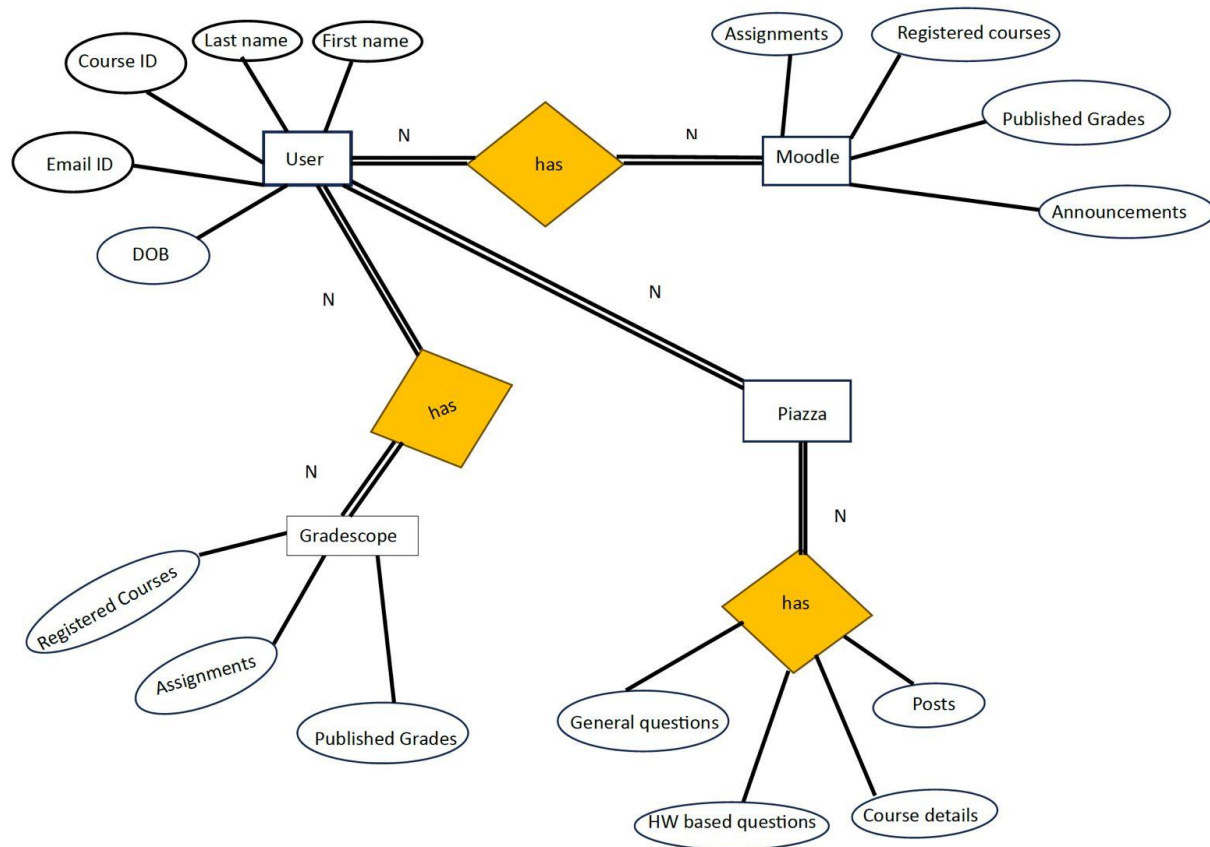 Last name
First name
Course ID
Email ID
DOB
User
N
has
N
Moodle
Assignments
Registered courses
Published Grades
Announcements
N
has
N
Gradescope
Registered Courses
Assignments
Published Grades
N
Piazza
N
has
General questions
HW based questions
Course details
Posts